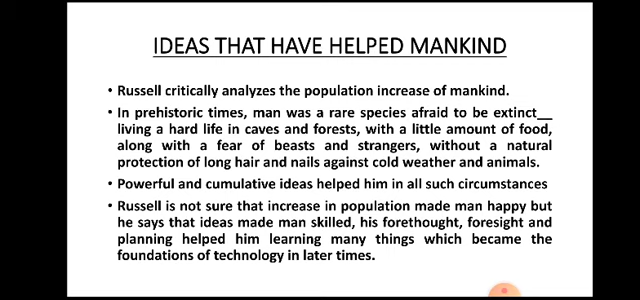 IDEAS THAT HAVE HELPED MANKIND
• Russell critically analyzes the population increase of mankind.
• In prehistoric times, man was a rare species afraid to be extinct__
living a hard life in caves and forests, with a little amount of food,
along with a fear of beasts and strangers, without a natural
protection of long hair and nails against cold weather and animals.
• Powerful and cumulative ideas helped him in all such circumstances
• Russell is not sure that increase in population made man happy but
he says that ideas made man skilled, his forethought, foresight and
planning helped him learning many things which became the
foundations of technology in later times.